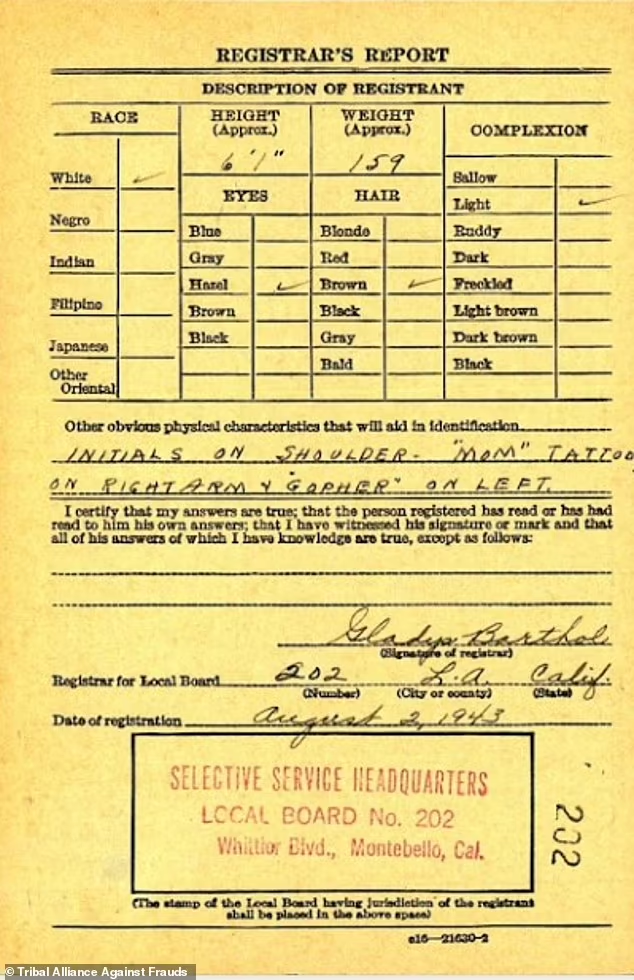 REGISTRAR'S REPORT
DESCRIPTION OF REGISTRANT
RACE
HEIGHT
(Approx.)
WEIGHT
(Approx.)
COMPLEXION
6'1"
159
EYES
HAIR
White
Negro
Indian
Filipino
Japanese
Other
Oriental
Blue
Gray
Hazel
Brown
Black
Blonde
Red
Brown
Black
Gray
Bald
Sallow
Light
Ruddy
Dark
Freckled
Light brown
Dark brown
Black
Other obvious physical characteristics that will aid in identification
INITIALS ON SHOULDER - "MOM" TATTOO
ON RIGHT ARM & "GOPHER" ON LEFT.
I certify that my answers are true; that the person registered has read or has had
read to him his own answers; that I have witnessed his signature or mark and that
all of his answers of which I have knowledge are true, except as follows:
Gladys Barthol
(Signature of registrar)
Registrar for Local Board 202 L.A. Calif.
(Number) (City or county) (State)
Date of registration August 2, 1943
SELECTIVE SERVICE HEADQUARTERS
LOCAL BOARD No. 202
Whittier Blvd., Montebello, Cal.
202
(The stamp of the Local Board having jurisdiction of the registrant
shall be placed in the above space)
c16—21630-2
© Tribal Alliance Against Frauds